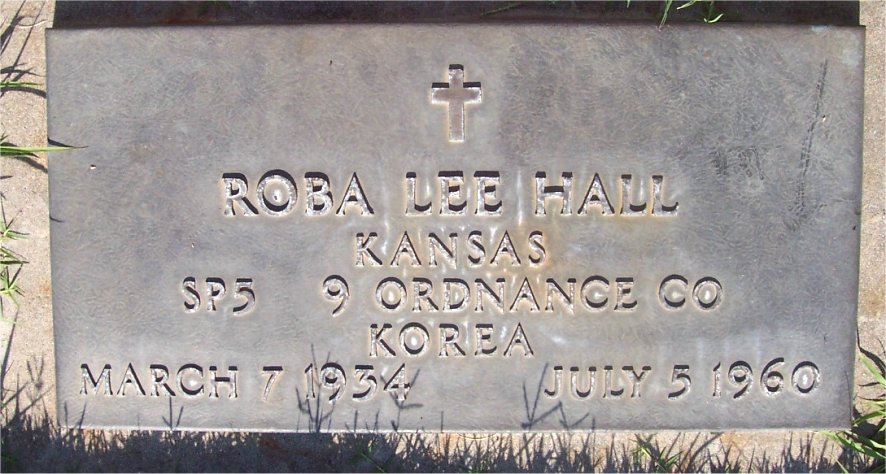 ROBA LEE HALL
KANSAS
SP5 9 ORDNANCE CO
KOREA
MARCH 7 1934 JULY 5 1960